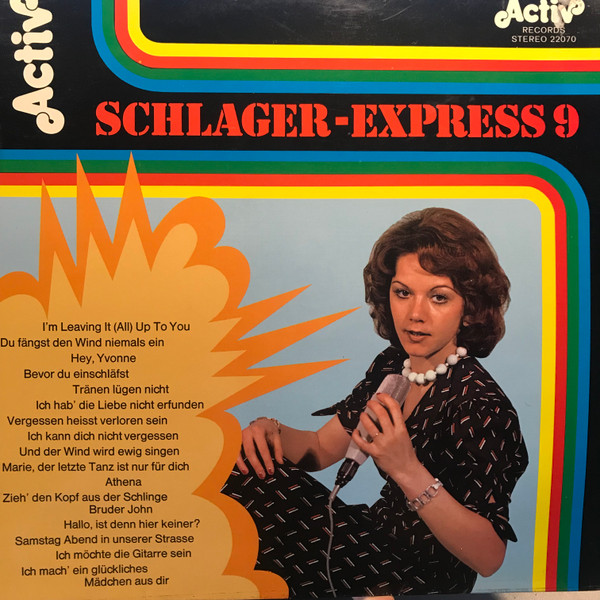 Activ
Activ
RECORDS
STEREO 22070
SCHLAGER-EXPRESS 9
I'm Leaving It (All) Up To You
Du fängst den Wind niemals ein
Hey, Yvonne
Bevor du einschläfst
Tränen lügen nicht
Ich hab' die Liebe nicht erfunden
Vergessen heisst verloren sein
Ich kann dich nicht vergessen
Und der Wind wird ewig singen
Marie, der letzte Tanz ist nur für dich
Athena
Zieh' den Kopf aus der Schlinge
Bruder John
Hallo, ist denn hier keiner?
Samstag Abend in unserer Strasse
Ich möchte die Gitarre sein
Ich mach' ein glückliches
Mädchen aus dir